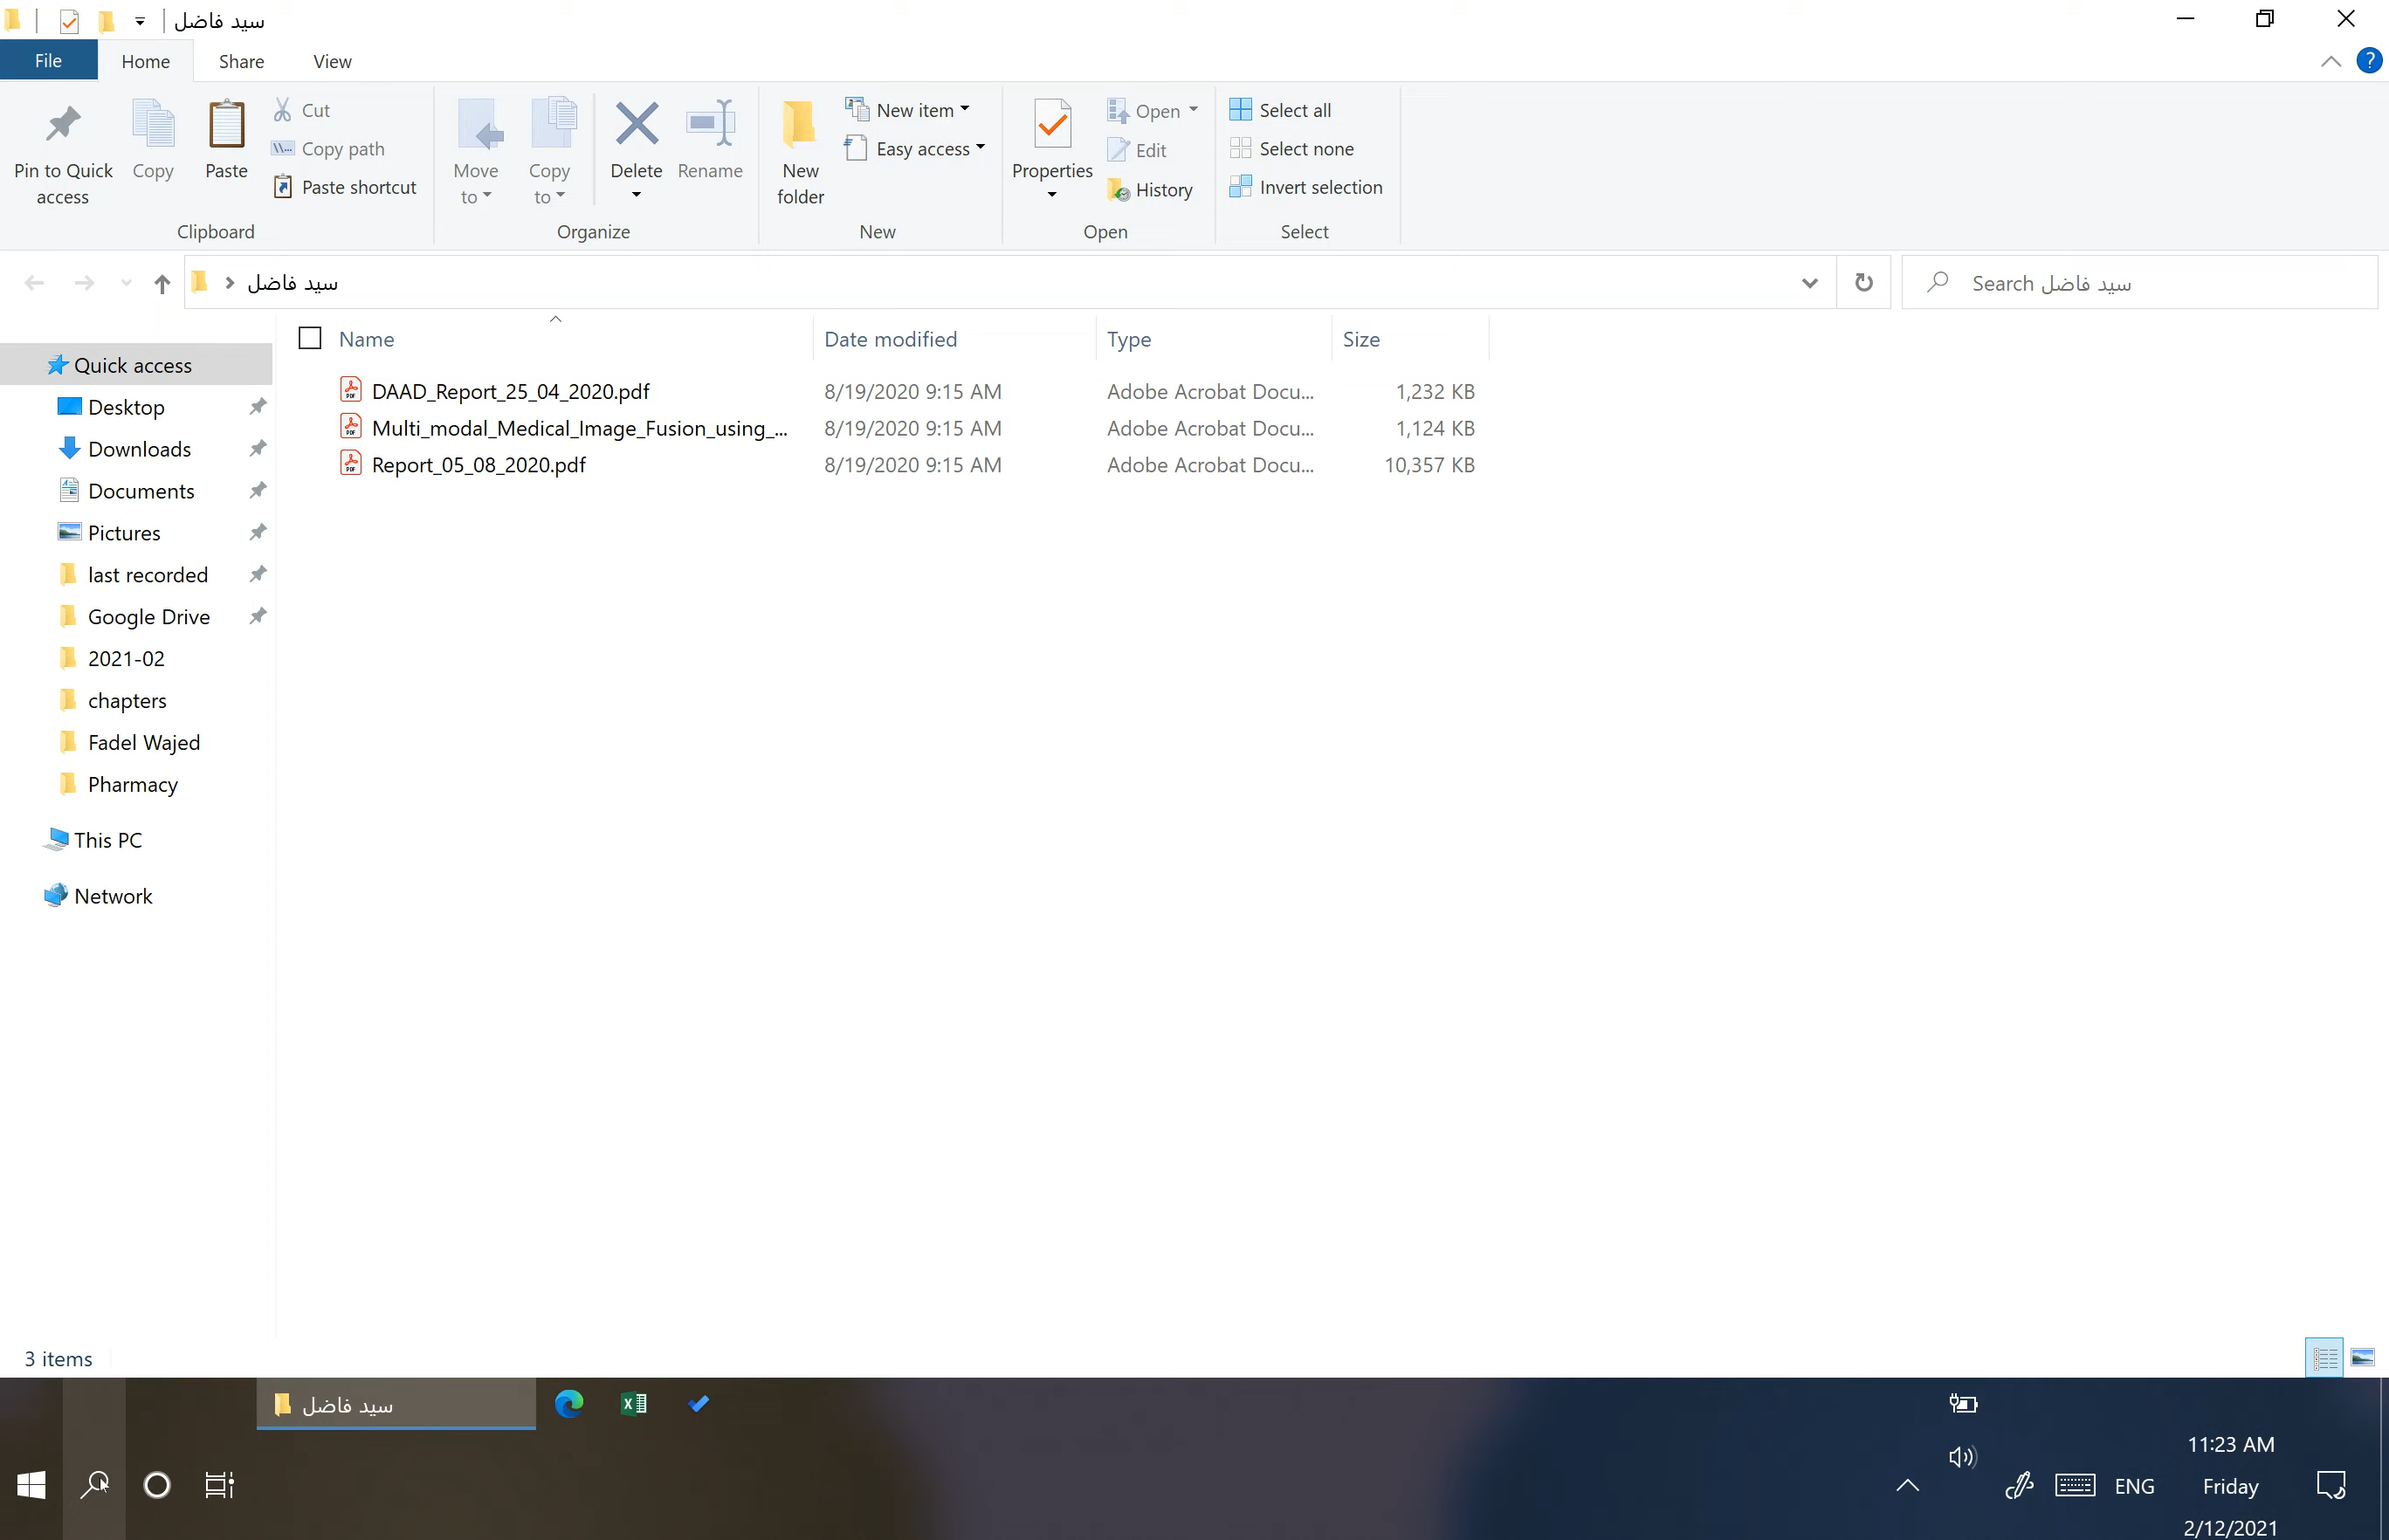 سيد فاضل
File Home Share View
Pin to Quick access
Copy
Paste
Cut
Copy path
Paste shortcut
Clipboard
Move to
Copy to
Delete
Rename
Organize
New folder
New item
Easy access
New
Properties
Open
Edit
History
Open
Select all
Select none
Invert selection
Select
سيد فاضل
Search سيد فاضل
Name Date modified Type Size
DAAD_Report_25_04_2020.pdf 8/19/2020 9:15 AM Adobe Acrobat Docu... 1,232 KB
Multi_modal_Medical_Image_Fusion_using_... 8/19/2020 9:15 AM Adobe Acrobat Docu... 1,124 KB
Report_05_08_2020.pdf 8/19/2020 9:15 AM Adobe Acrobat Docu... 10,357 KB
Quick access
Desktop
Downloads
Documents
Pictures
last recorded
Google Drive
2021-02
chapters
Fadel Wajed
Pharmacy
This PC
Network
3 items
سيد فاضل
ENG
11:23 AM
Friday
2/12/2021